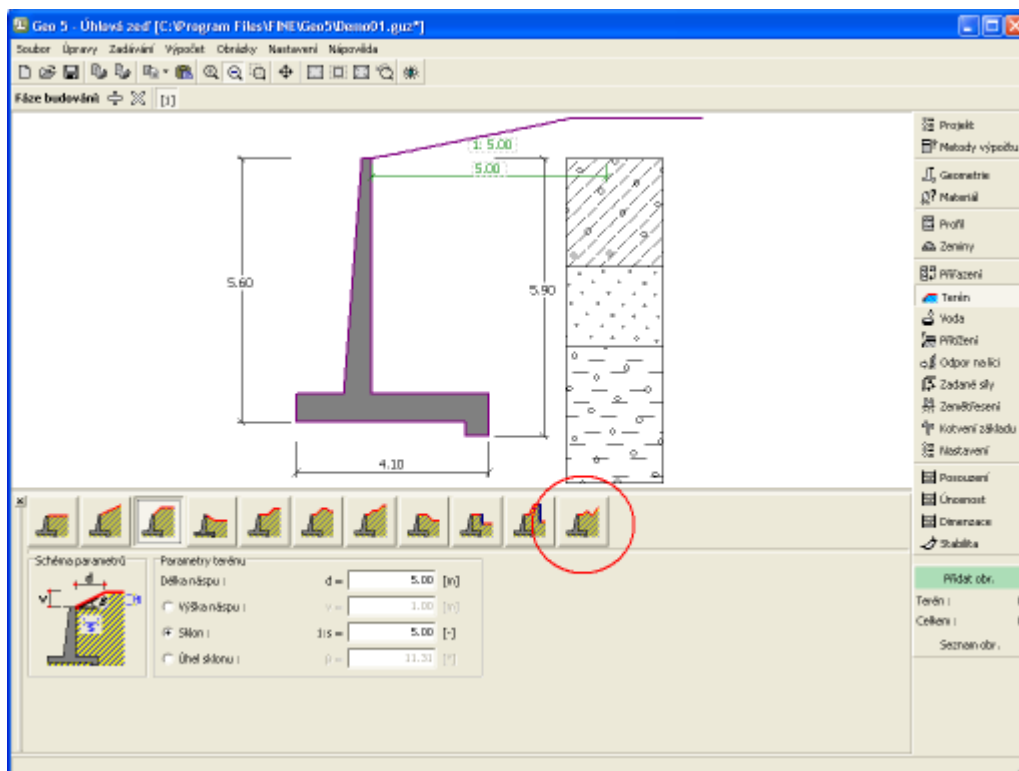 Geo 5 - Úhlová zeď [C:\Program Files\FINE\Geo5\Demo01.guz*]
Soubor Úpravy Zadávání Výpočet Obrázky Nastavení Nápověda
Fáze budování: [1]
1: 5.00
5.00
5.60
5.90
4.10
Projekt
Metody výpočtu
Geometrie
Materiál
Profil
Zeminy
Přiřazení
Terén
Voda
Přitížení
Odpor na líci
Zadané síly
Zemětřesení
Kotvení základu
Nastavení
Posouzení
Únosnost
Dimenzace
Stabilita
Přidat obr.
Terén :
Celkem :
Seznam obr.
Schéma parametrů
d
v
Parametry terénu
Délka náspu : d = 5.00 [m]
Výška náspu : v = 1.00 [m]
Sklon : 1:s = 5.00 [-]
Úhel sklonu : β = 11.31 [°]